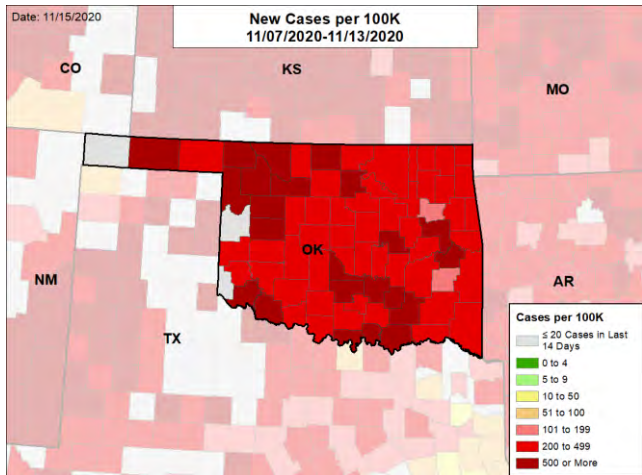 Date: 11/15/2020
New Cases per 100K
11/07/2020-11/13/2020
CO
KS
MO
NM
OK
AR
TX
Cases per 100K
≤ 20 Cases in Last
14 Days
0 to 4
5 to 9
10 to 50
51 to 100
101 to 199
200 to 499
500 or More